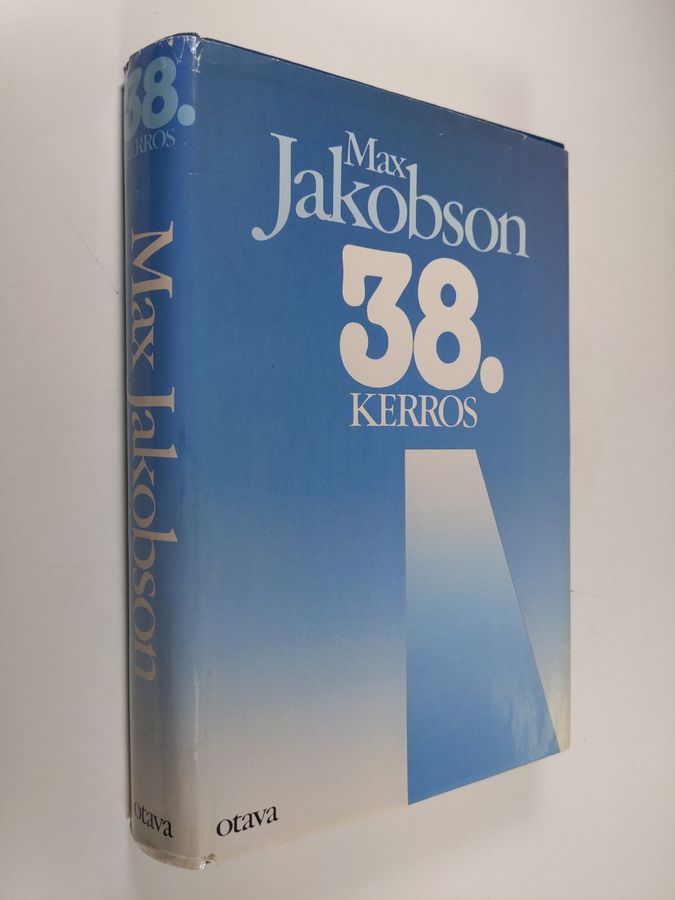 38.
KERROS
Max Jakobson
otava
Max
Jakobson
38.
KERROS
otava